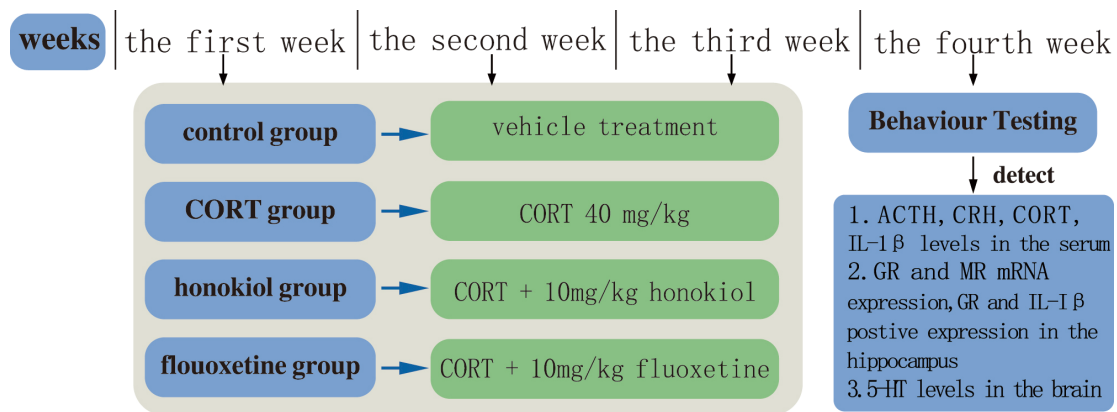 weeks the first week the second week the third week the fourth week
control group vehicle treatment
CORT group CORT 40 mg/kg
honokiol group CORT + 10mg/kg honokiol
flouoxetine group CORT + 10mg/kg fluoxetine
Behaviour Testing
detect
1. ACTH, CRH, CORT,
IL-1β levels in the serum
2. GR and MR mRNA
expression, GR and IL-Iβ
postive expression in the
hippocampus
3.5-HT levels in the brain